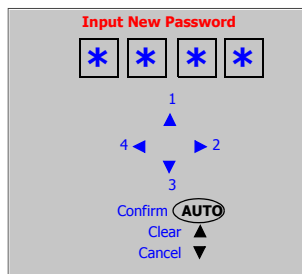 Input New Password
* * * *
1
4 ◀ ▶ 2
3
Confirm AUTO
Clear ▲
Cancel ▼